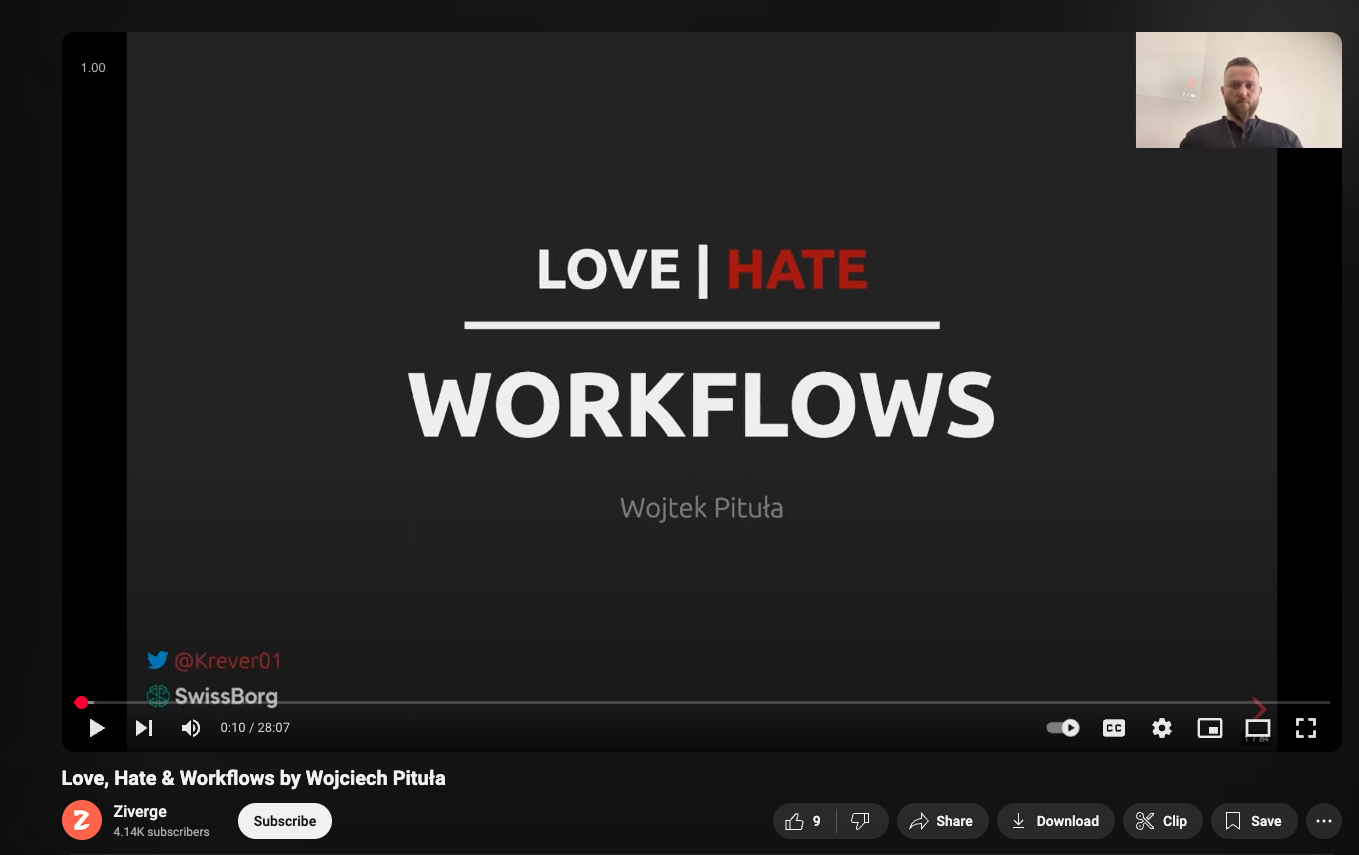 1.00
LOVE | HATE
WORKFLOWS
Wojtek Pituła
@Krever01
SwissBorg
0:10 / 28:07
CC
Love, Hate & Workflows by Wojciech Pituła
Ziverge
4.14K subscribers
Subscribe
9
Share
Download
Clip
Save